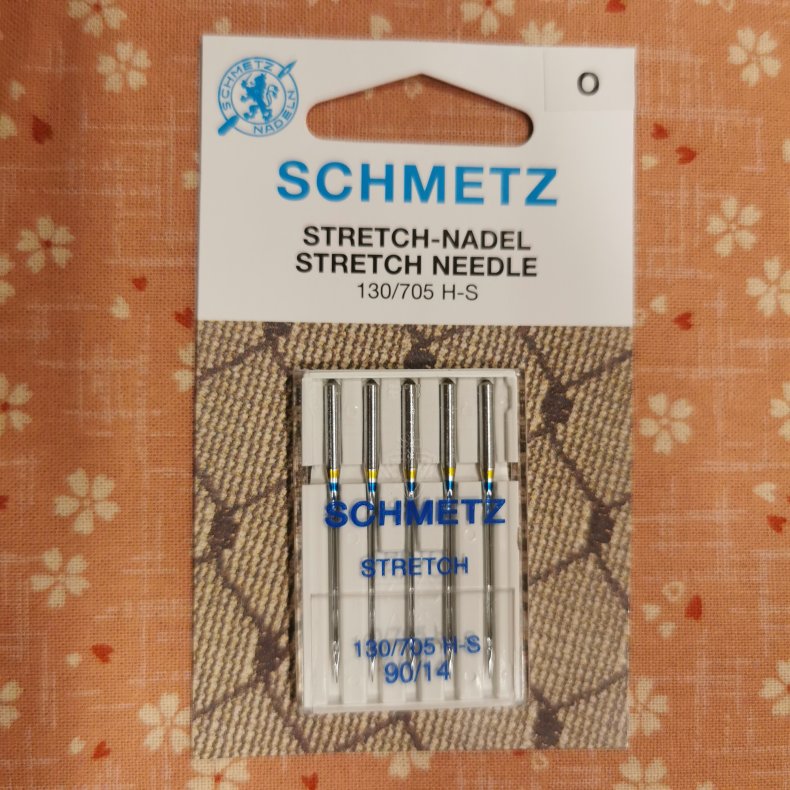 SCHMETZ
NADELN
O
SCHMETZ
STRETCH-NADEL
STRETCH NEEDLE
130/705 H-S
SCHMETZ
STRETCH
130/705 H-S
90/14